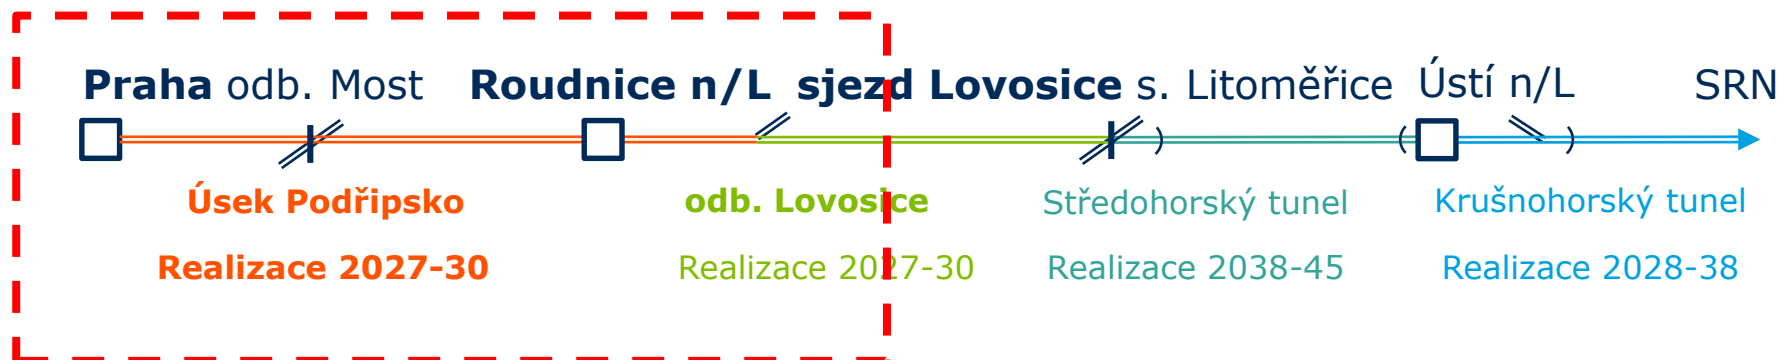 Praha odb. Most Roudnice n/L sjezd Lovosice s. Litoměřice Ústí n/L SRN
Úsek Podřipsko odb. Lovosice Středohorský tunel Krušnohorský tunel
Realizace 2027-30 Realizace 2027-30 Realizace 2038-45 Realizace 2028-38